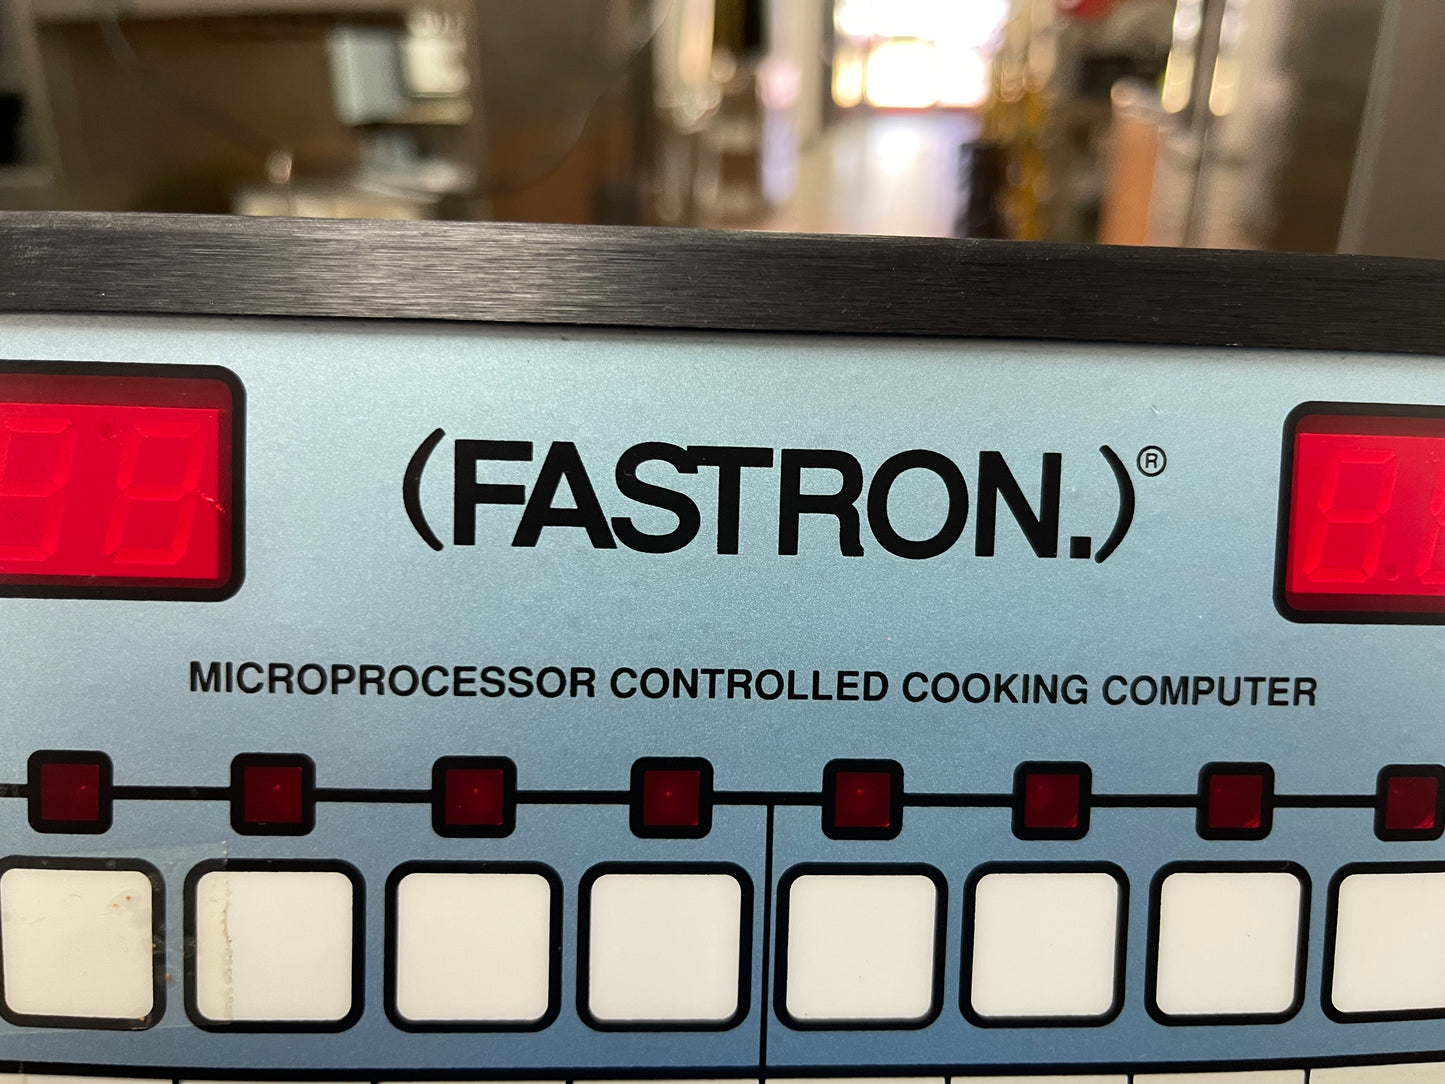 (FASTRON.)®
MICROPROCESSOR CONTROLLED COOKING COMPUTER